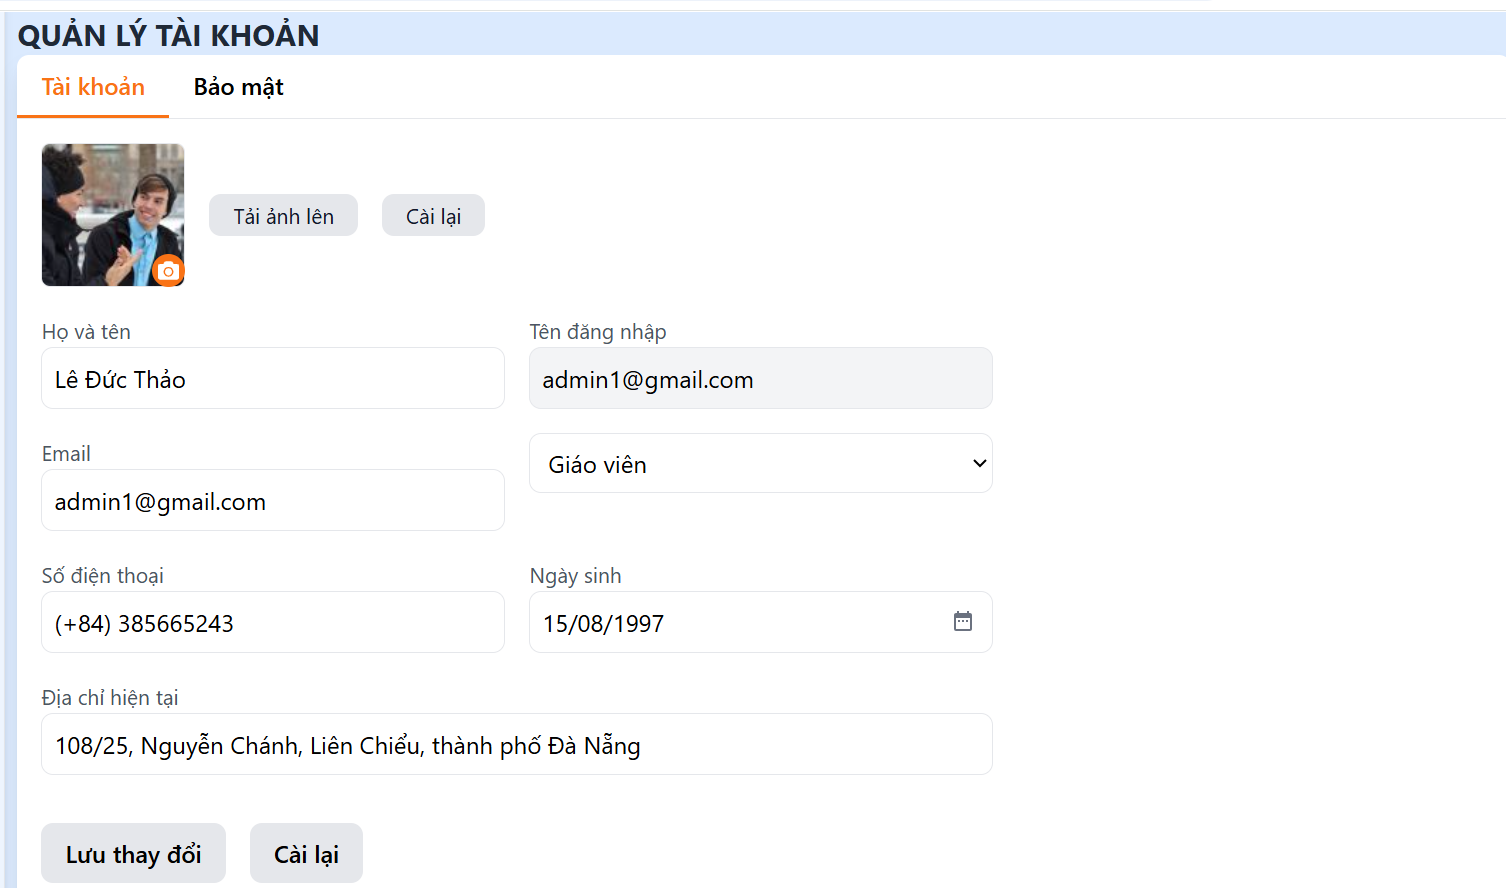 QUẢN LÝ TÀI KHOẢN
Tài khoản Bảo mật
Tải ảnh lên Cài lại
Họ và tên Tên đăng nhập
Lê Đức Thảo admin1@gmail.com
Email
Giáo viên
admin1@gmail.com
Số điện thoại Ngày sinh
(+84) 385665243 15/08/1997
Địa chỉ hiện tại
108/25, Nguyễn Chánh, Liên Chiểu, thành phố Đà Nẵng
Lưu thay đổi Cài lại